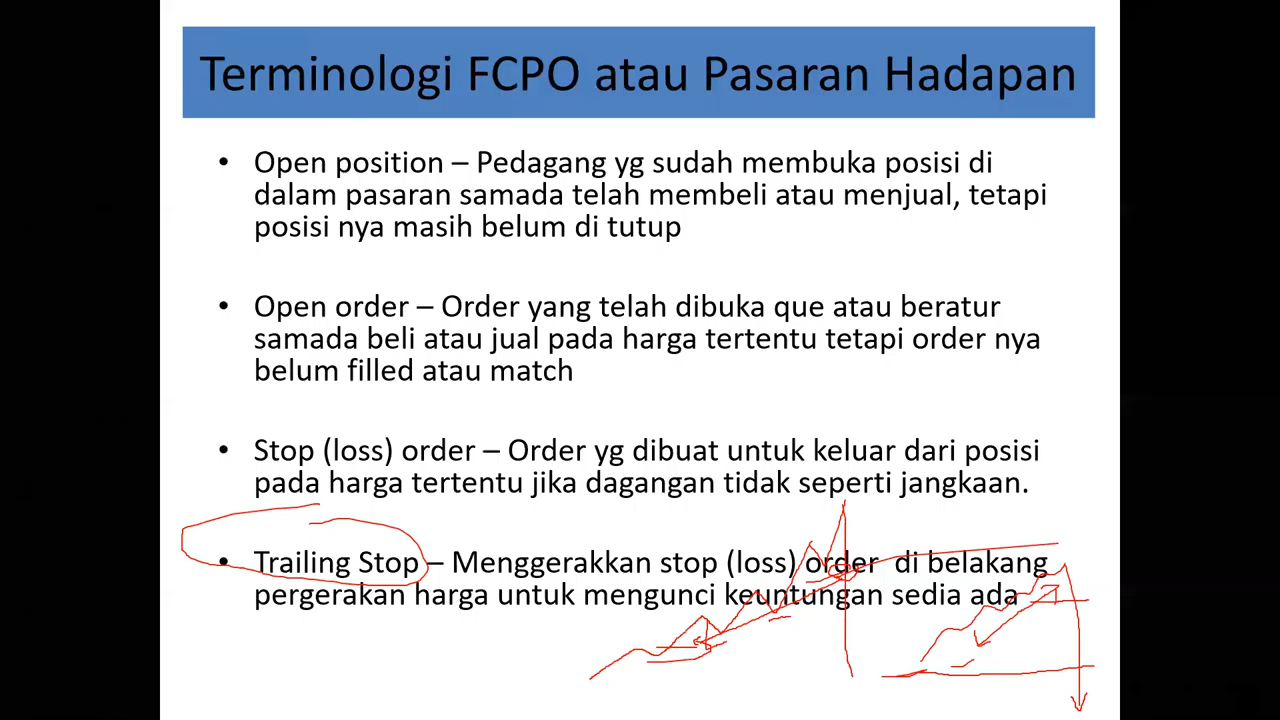 Terminologi FCPO atau Pasaran Hadapan
• Open position – Pedagang yg sudah membuka posisi di
dalam pasaran samada telah membeli atau menjual, tetapi
posisi nya masih belum di tutup
• Open order – Order yang telah dibuka que atau beratur
samada beli atau jual pada harga tertentu tetapi order nya
belum filled atau match
• Stop (loss) order – Order yg dibuat untuk keluar dari posisi
pada harga tertentu jika dagangan tidak seperti jangkaan.
• Trailing Stop – Menggerakkan stop (loss) order di belakang
pergerakan harga untuk mengunci keuntungan sedia ada